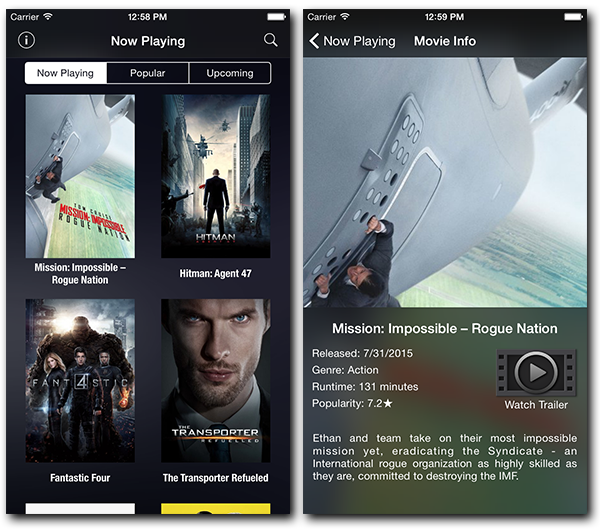 Carrier 12:58 PM
Now Playing
Now Playing Popular Upcoming
TOM CRUISE
MISSION: IMPOSSIBLE
ROGUE NATION
HITMAN
Mission: Impossible –
Rogue Nation
Hitman: Agent 47
FANT4STIC
THE
TRANSPORTER
REFUELLED
Fantastic Four
The Transporter Refueled
Carrier 12:59 PM
Now Playing Movie Info
Mission: Impossible – Rogue Nation
Released: 7/31/2015
Genre: Action
Runtime: 131 minutes
Popularity: 7.2★
Watch Trailer
Ethan and team take on their most impossible
mission yet, eradicating the Syndicate - an
International rogue organization as highly skilled as
they are, committed to destroying the IMF.